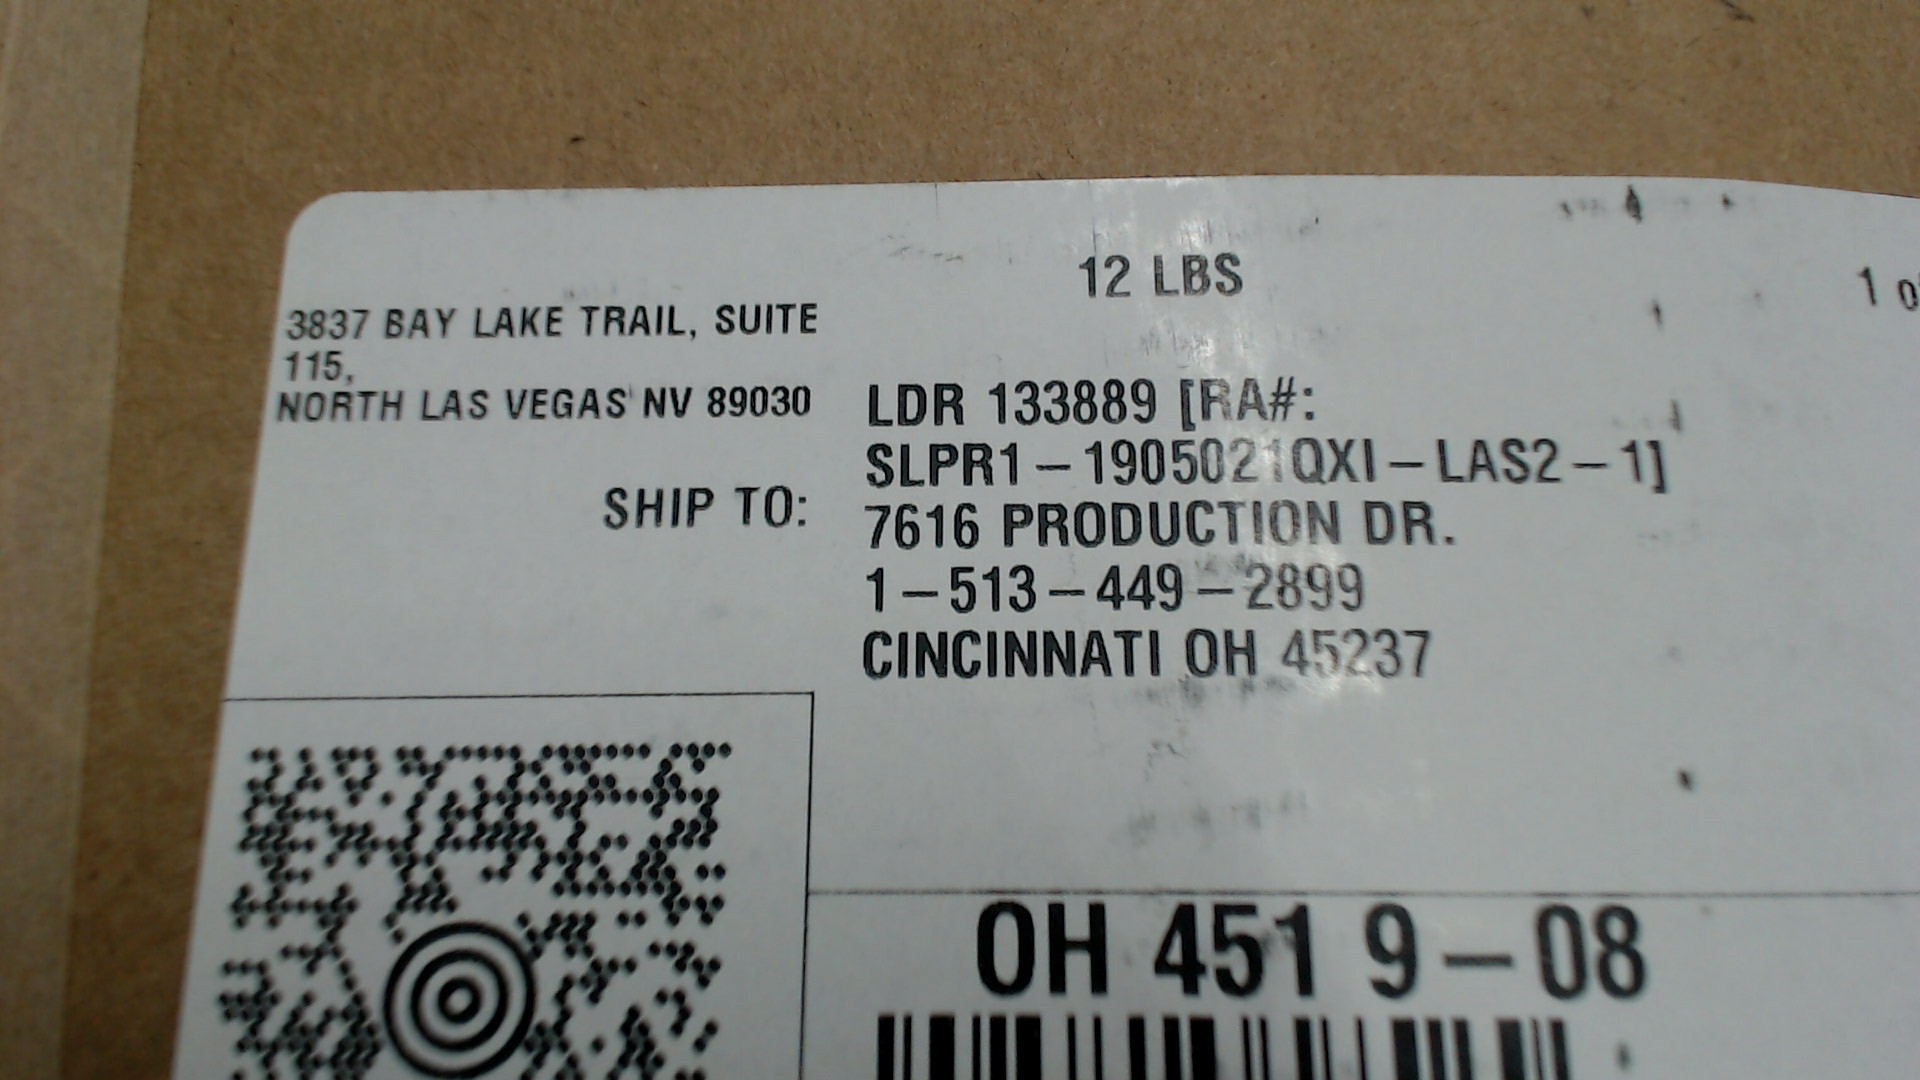 12 LBS
1 o
3837 BAY LAKE TRAIL, SUITE
115,
NORTH LAS VEGAS NV 89030
SHIP TO:
LDR 133889 [RA#:
SLPR1-1905021QXI-LAS2-1]
7616 PRODUCTION DR.
1-513-449-2899
CINCINNATI OH 45237
OH 451 9-08